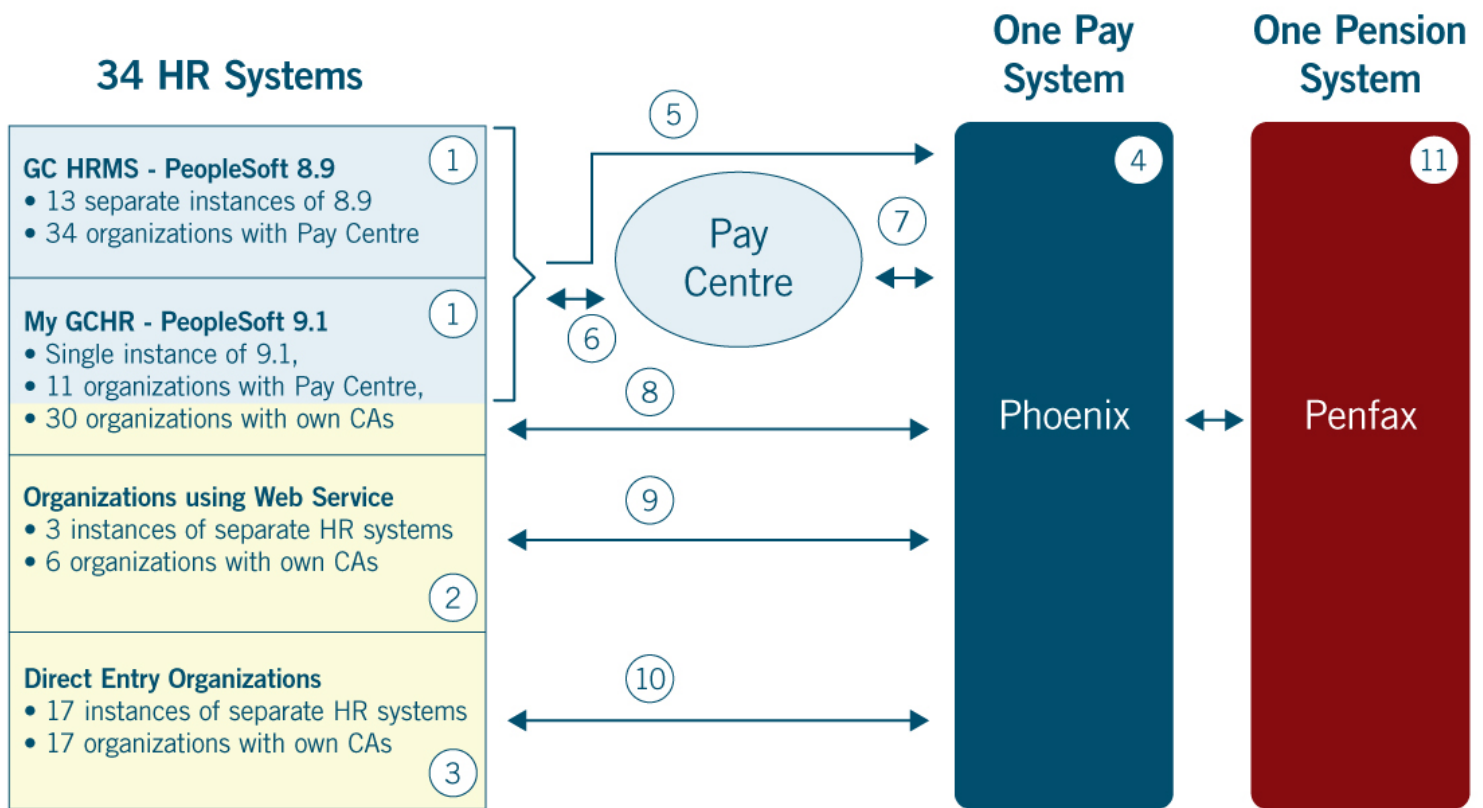 34 HR Systems
One Pay
System
One Pension
System
GC HRMS - PeopleSoft 8.9
• 13 separate instances of 8.9
• 34 organizations with Pay Centre
1
My GCHR - PeopleSoft 9.1
• Single instance of 9.1,
• 11 organizations with Pay Centre,
• 30 organizations with own CAs
1
Organizations using Web Service
• 3 instances of separate HR systems
• 6 organizations with own CAs
2
Direct Entry Organizations
• 17 instances of separate HR systems
• 17 organizations with own CAs
3
5
Pay
Centre
6
7
8
9
10
4
Phoenix
11
Penfax